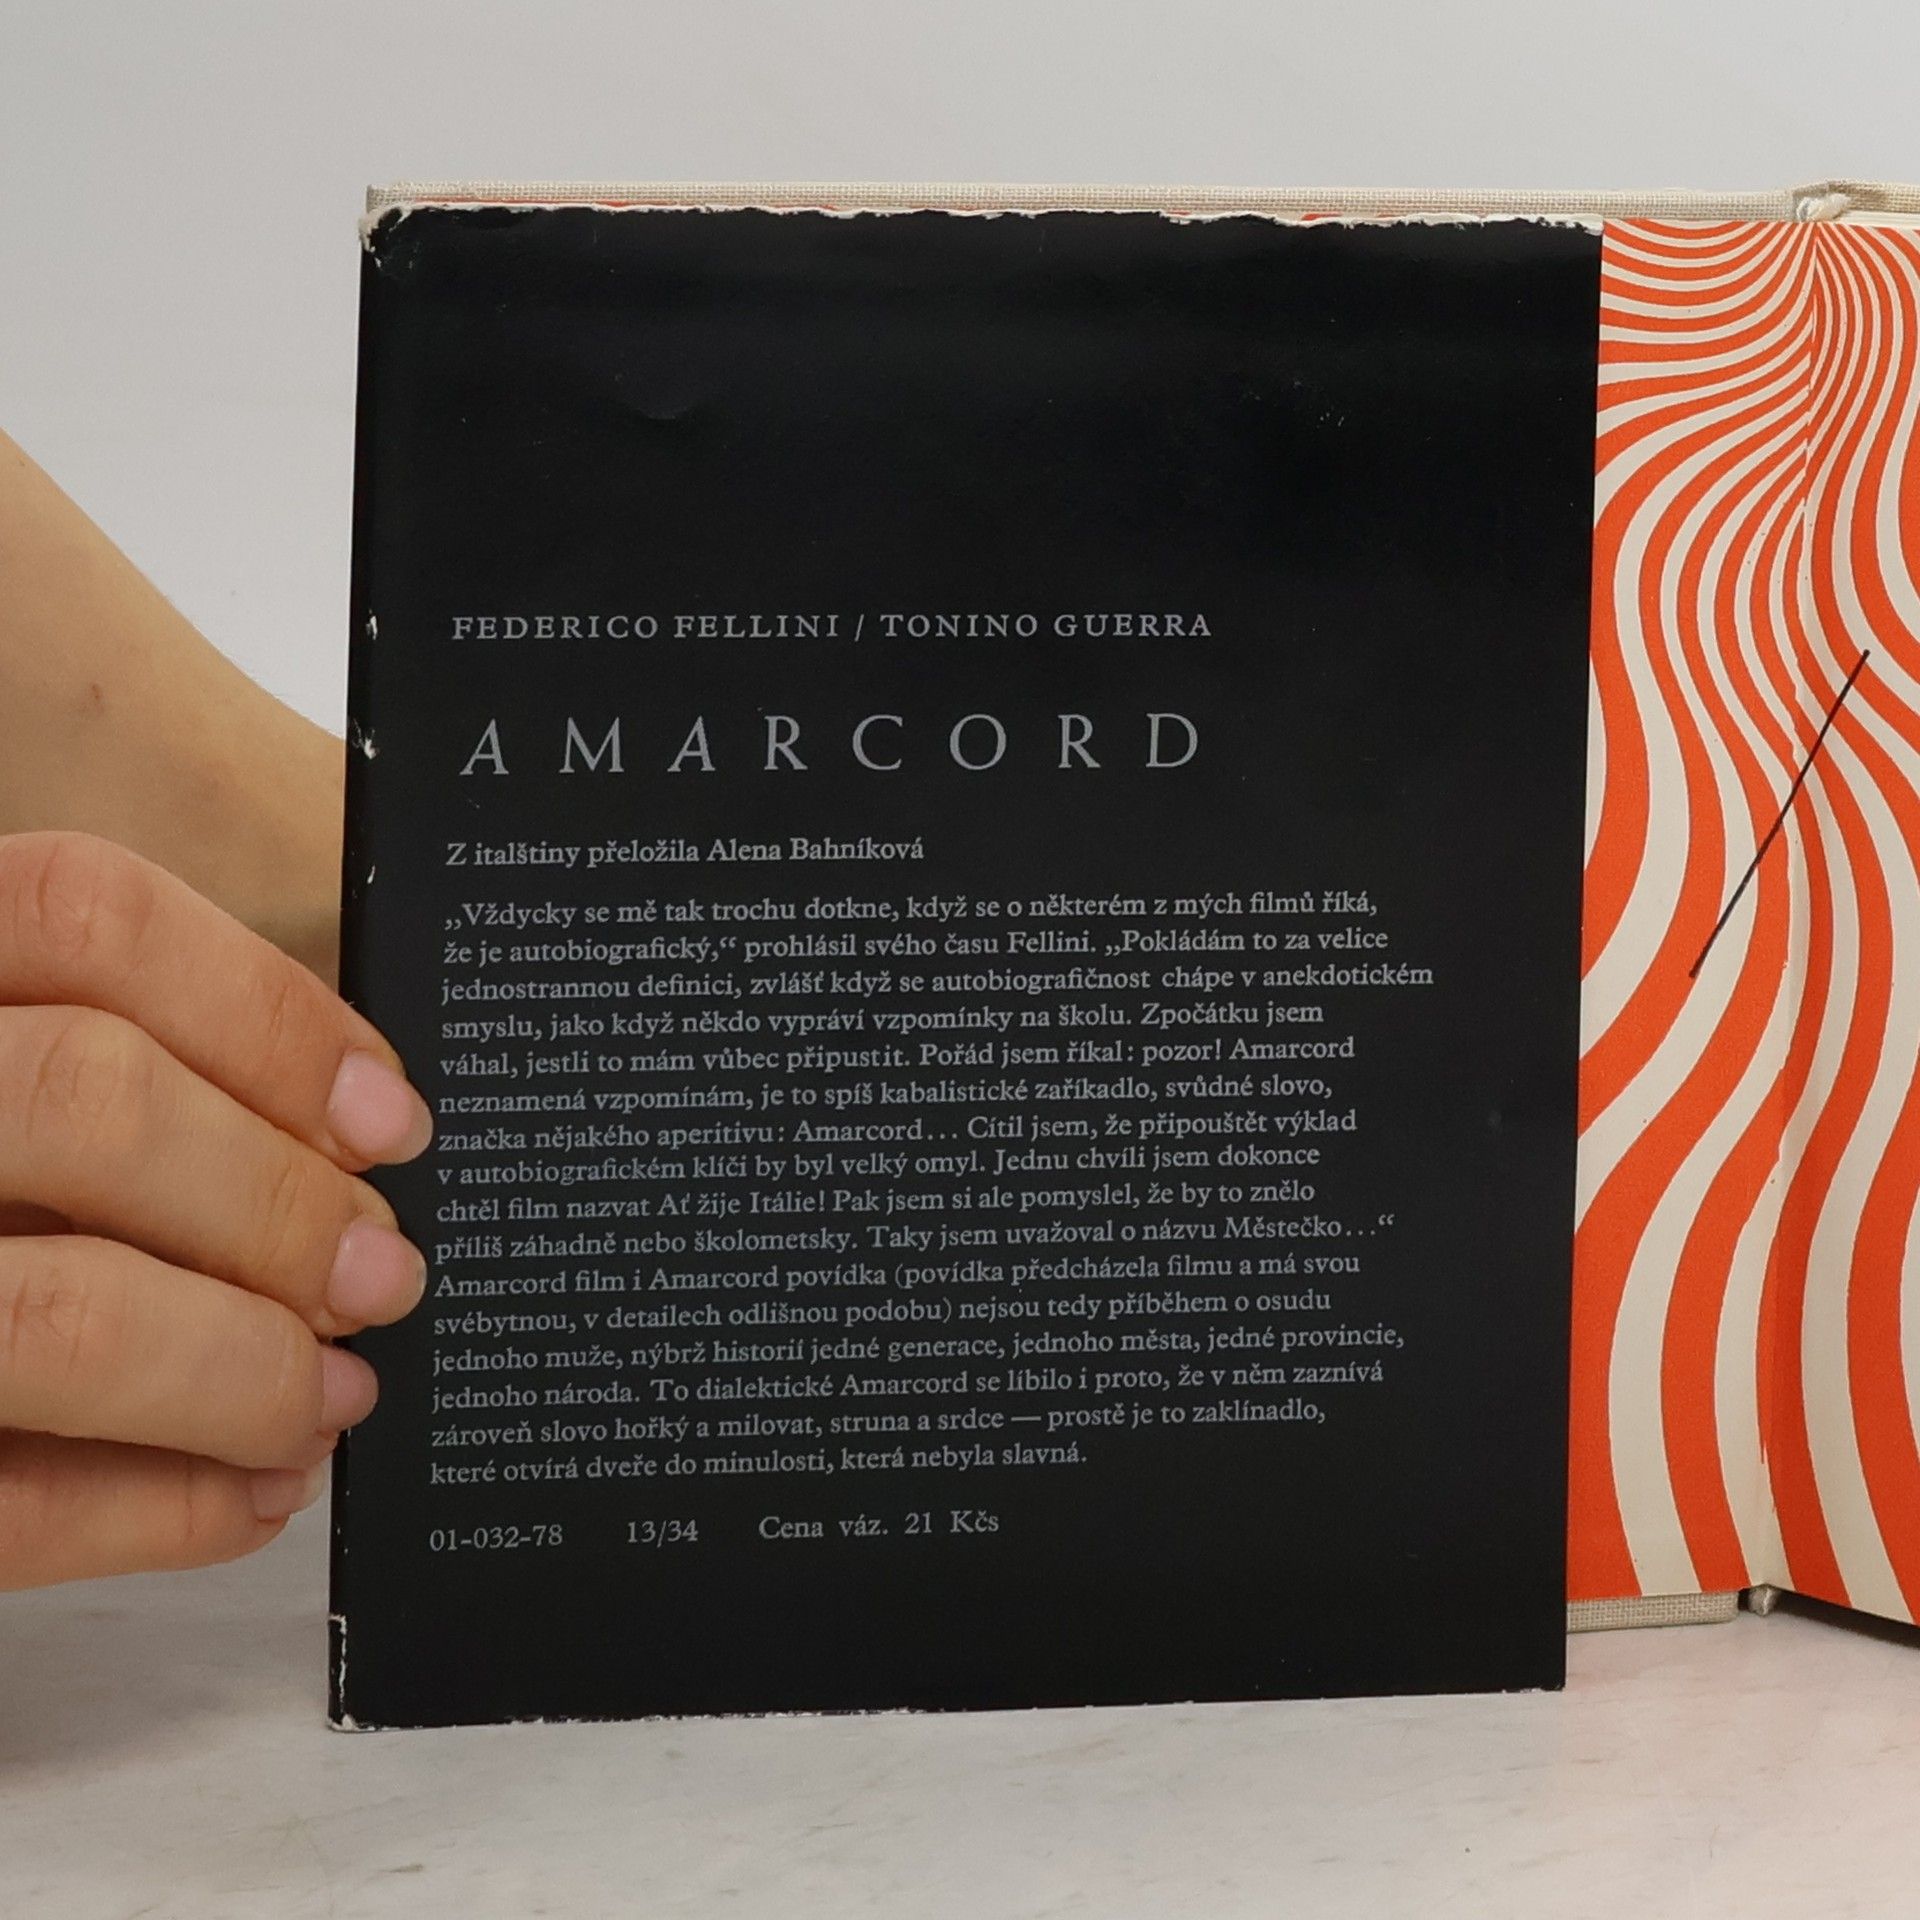 FEDERICO FELLINI / TONINO GUERRA
AMARCORD
Z italštiny přeložila Alena Bahníková
„Vždycky se mě tak trochu dotkne, když se o některém z mých filmů říká,
že je autobiografický,“ prohlásil svého času Fellini. „Pokládám to za velice
jednostrannou definici, zvlášť když se autobiografičnost chápe v anekdotickém
smyslu, jako když někdo vypráví vzpomínky na školu. Zpočátku jsem
váhal, jestli to mám vůbec připustit. Pořád jsem říkal: pozor! Amarcord
neznamená vzpomínám, je to spíš kabalistické zaříkadlo, svůdné slovo,
značka nějakého aperitivu: Amarcord... Cítil jsem, že připouštět výklad
v autobiografickém klíči by byl velký omyl. Jednu chvíli jsem dokonce
chtěl film nazvat Ať žije Itálie! Pak jsem si ale pomyslel, že by to znělo
příliš záhadně nebo školometsky. Taky jsem uvažoval o názvu Městečko...“
Amarcord film i Amarcord povídka (povídka předcházela filmu a má svou
svébytnou, v detailech odlišnou podobu) nejsou tedy příběhem o osudu
jednoho muže, nýbrž historií jedné generace, jednoho města, jedné provincie,
jednoho národa. To dialektické Amarcord se líbilo i proto, že v něm zaznívá
zároveň slovo hořký a milovat, struna a srdce — prostě je to zaklínadlo,
které otvírá dveře do minulosti, která nebyla slavná.
01-032-78 13/34 Cena váz. 21 Kčs